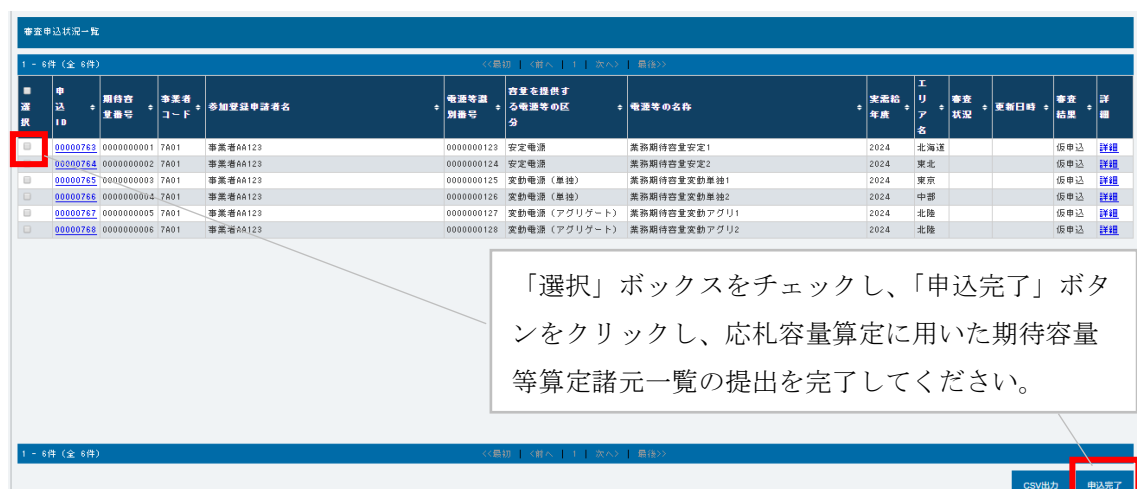 審査申込状況一覧
1 - 6件 (全 6件) <<最初 | <前へ | 1 | 次へ> | 最後>>
選択 申込ID 期待容量番号 事業者コード 参加登録申請者名 電源等識別番号 容量を提供する電源等の区分 電源等の名称 実需給年度 エリア名 審査状況 更新日時 審査結果 詳細
00000763 0000000001 7A01 事業者AA123 0000000123 安定電源 業務期待容量安定1 2024 北海道 仮申込 詳細
00000764 0000000002 7A01 事業者AA123 0000000124 安定電源 業務期待容量安定2 2024 東北 仮申込 詳細
00000765 0000000003 7A01 事業者AA123 0000000125 変動電源（単独） 業務期待容量変動単独1 2024 東京 仮申込 詳細
00000766 0000000004 7A01 事業者AA123 0000000126 変動電源（単独） 業務期待容量変動単独2 2024 中部 仮申込 詳細
00000767 0000000005 7A01 事業者AA123 0000000127 変動電源（アグリゲート） 業務期待容量変動アグリ1 2024 北陸 仮申込 詳細
00000768 0000000006 7A01 事業者AA123 0000000128 変動電源（アグリゲート） 業務期待容量変動アグリ2 2024 北陸 仮申込 詳細
「選択」ボックスをチェックし、「申込完了」ボタ
ンをクリックし、応札容量算定に用いた期待容量
等算定諸元一覧の提出を完了してください。
1 - 6件 (全 6件) <<最初 | <前へ | 1 | 次へ> | 最後>>
CSV出力 申込完了